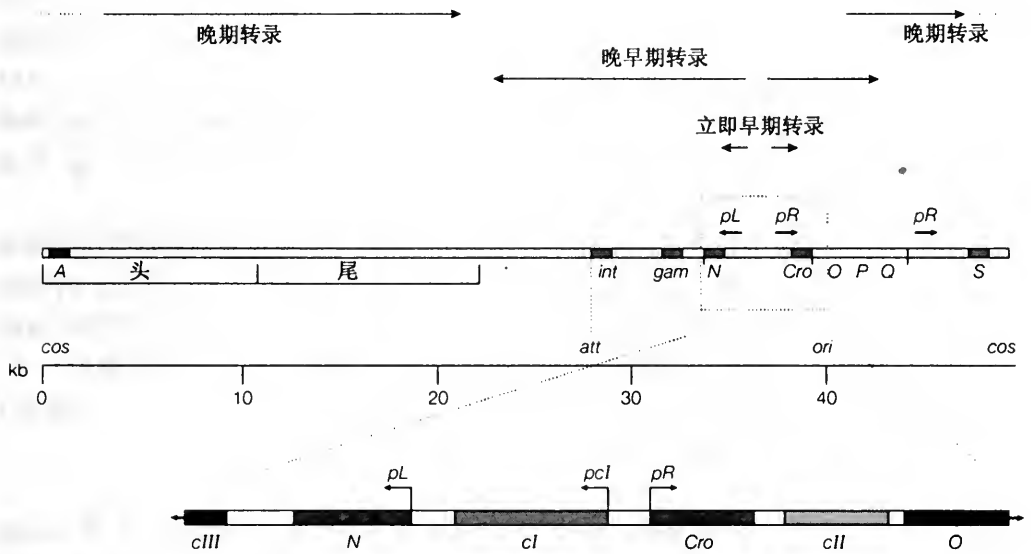 晚期转录 晚期转录
晚早期转录
立即早期转录
pL pR pR
A 头 尾 int gam N Cro O P Q S
cos att ori cos
kb
0 10 20 30 40
pL pcI pR
cIII N cI Cro cII O